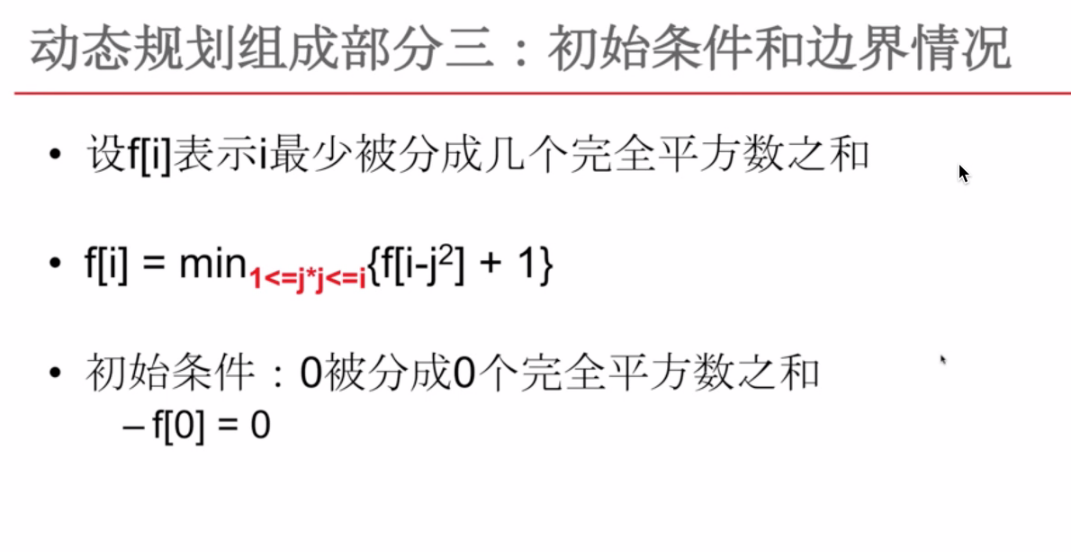 动态规划组成部分三：初始条件和边界情况
• 设f[i]表示i最少被分成几个完全平方数之和
• f[i] = min₁<=j*j<=i{f[i-j²] + 1}
• 初始条件：0被分成0个完全平方数之和
– f[0] = 0